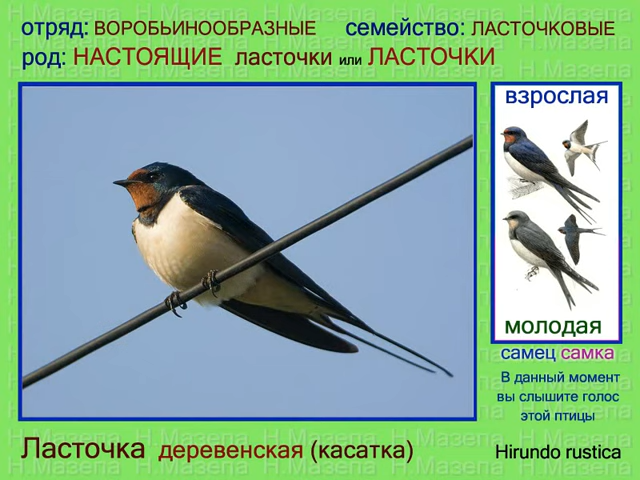 отряд: ВОРОБЬИНООБРАЗНЫЕ семейство: ЛАСТОЧКОВЫЕ
род: НАСТОЯЩИЕ ласточки или ЛАСТОЧКИ
взрослая
молодая
самец самка
В данный момент
вы слышите голос
этой птицы
Ласточка деревенская (касатка) Hirundo rustica